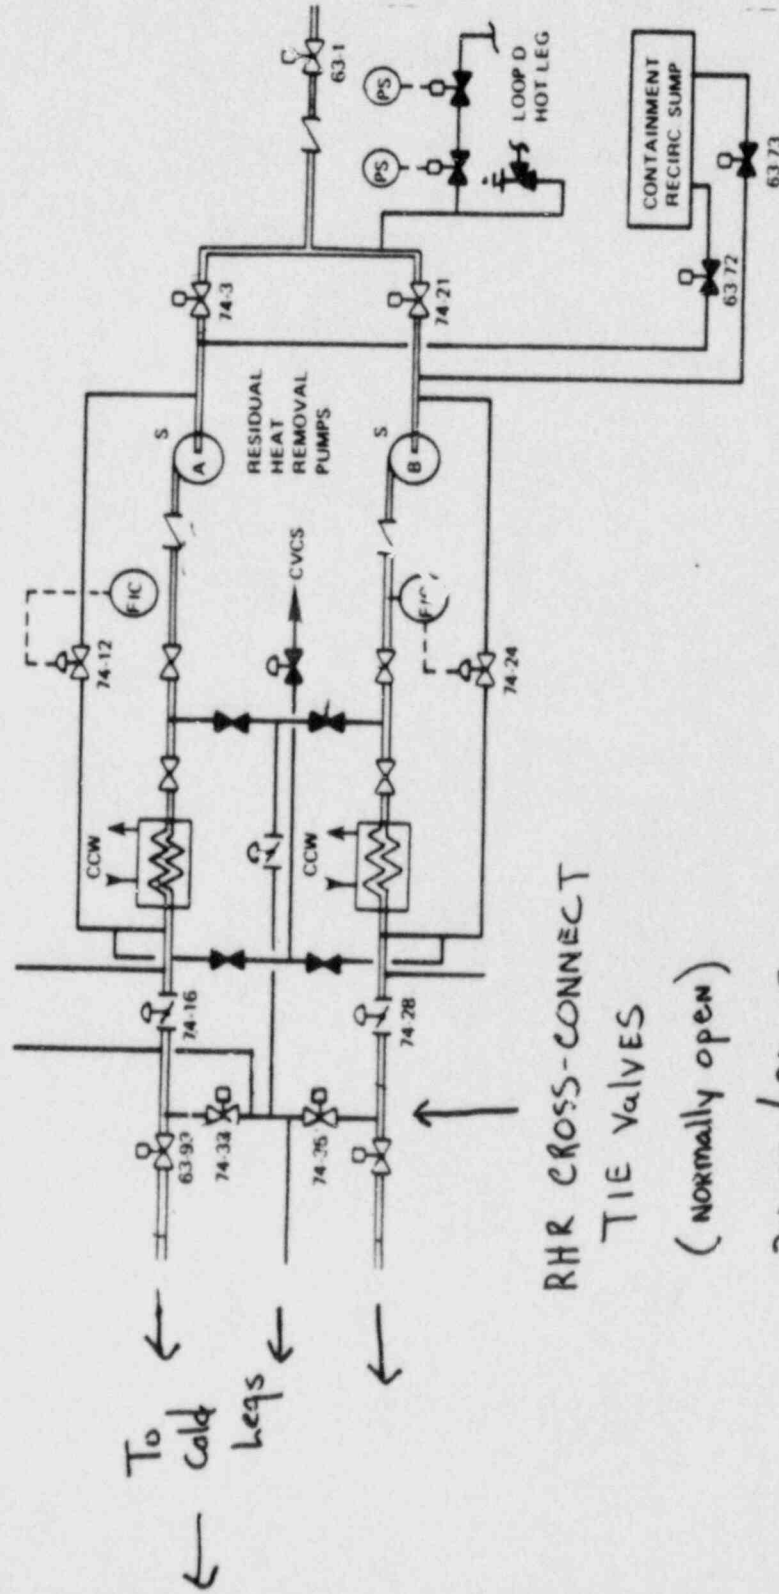 63-1
PS
PS
LOOP D
HOT LEG
CONTAINMENT
RECIRC SUMP
63-72
63-73
74-3
74-21
S
A
S
B
RESIDUAL
HEAT
REMOVAL
PUMPS
FIC
74-12
CVCS
74-24
CCW
CCW
74-16
74-28
63-93
74-35
To
Cold
Legs
RHR CROSS-CONNECT
TIE Valves
(NORMally open)